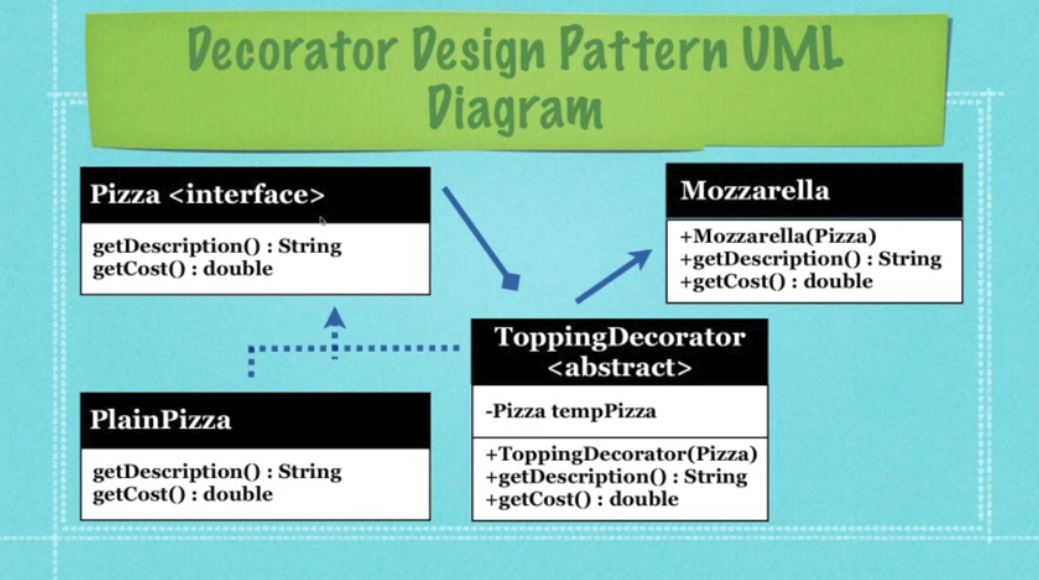 Decorator Design Pattern UML
Diagram
Pizza <interface>
getDescription() : String
getCost() : double
Mozzarella
+Mozzarella(Pizza)
+getDescription() : String
+getCost() : double
PlainPizza
getDescription() : String
getCost() : double
ToppingDecorator
<abstract>
-Pizza tempPizza
+ToppingDecorator(Pizza)
+getDescription() : String
+getCost() : double